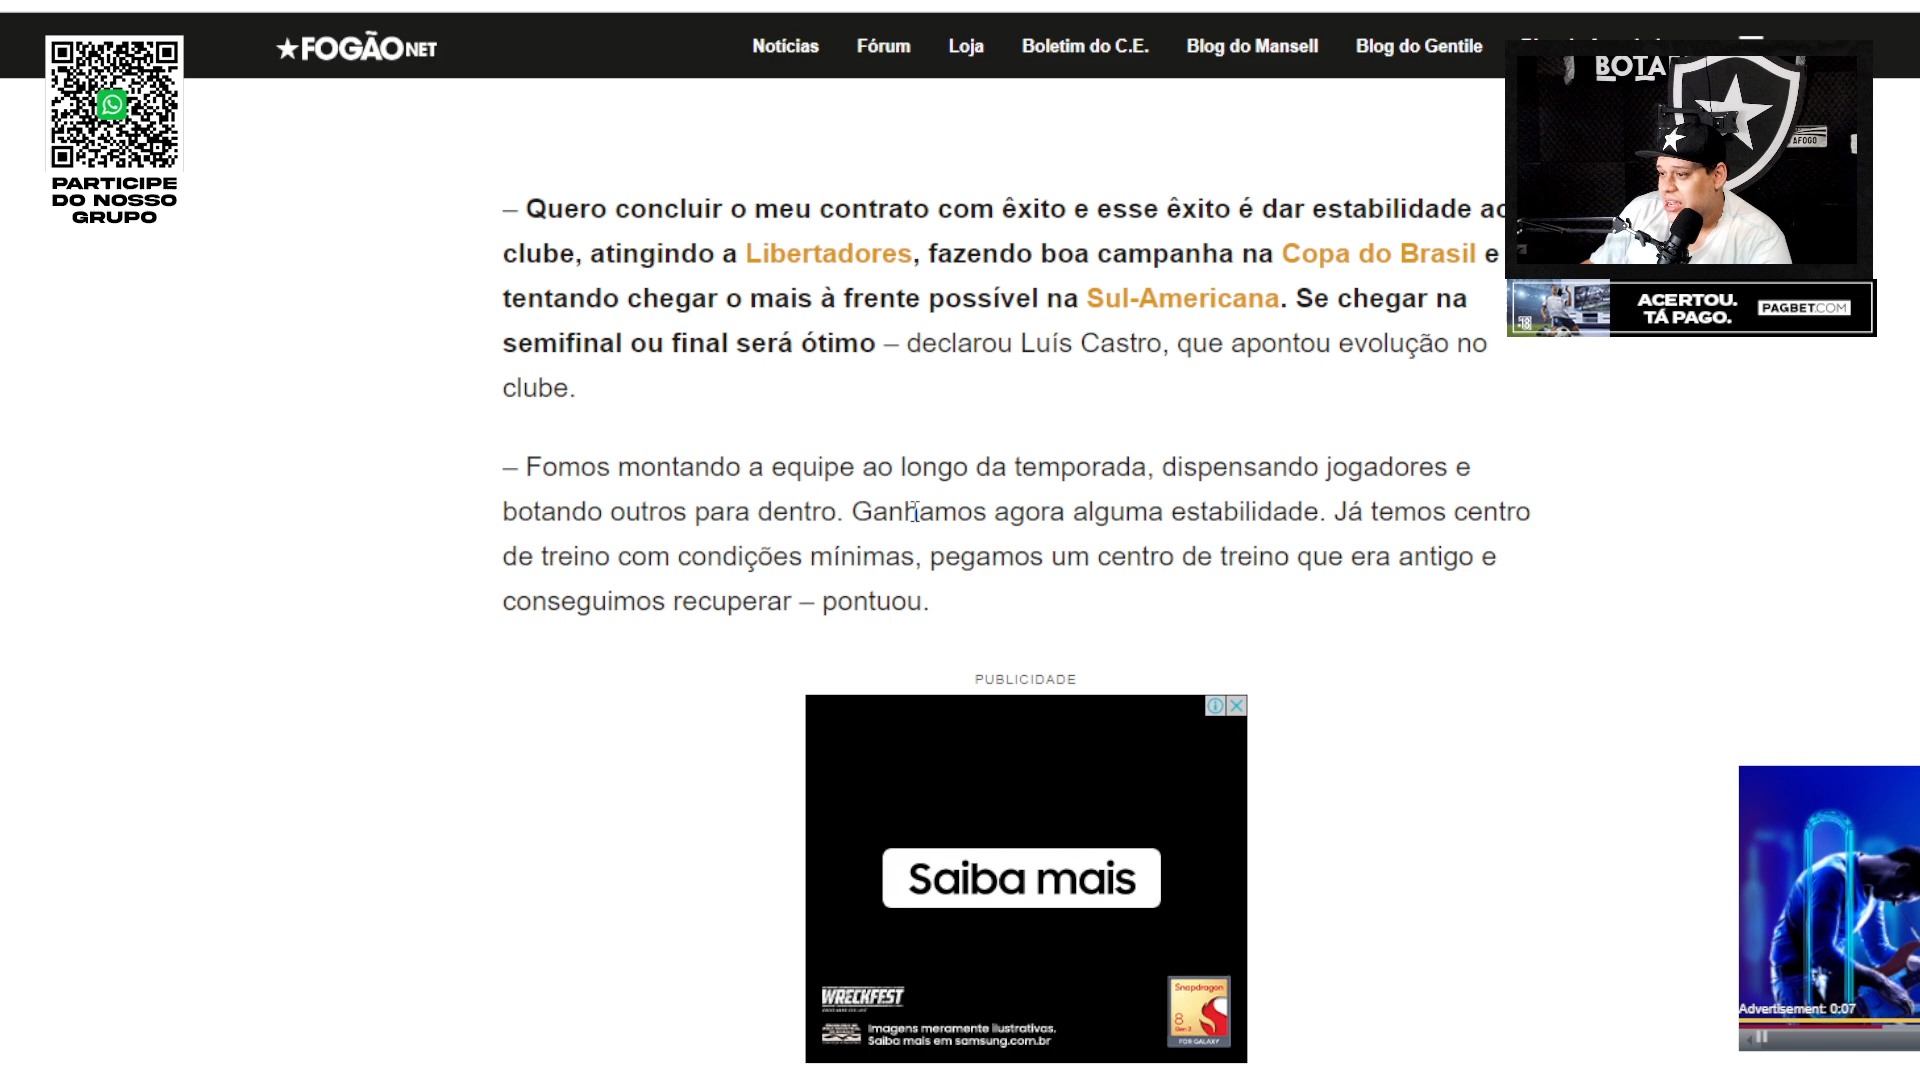 FOGÃONET
Notícias
Fórum
Loja
Boletim do C.E.
Blog do Mansell
Blog do Gentile
PARTICIPE
DO NOSSO
GRUPO
BOTA
AFOGO
ACERTOU.
TÁ PAGO.
PAGBET.COM
– Quero concluir o meu contrato com êxito e esse êxito é dar estabilidade ao
clube, atingindo a Libertadores, fazendo boa campanha na Copa do Brasil e
tentando chegar o mais à frente possível na Sul-Americana. Se chegar na
semifinal ou final será ótimo – declarou Luís Castro, que apontou evolução no
clube.
– Fomos montando a equipe ao longo da temporada, dispensando jogadores e
botando outros para dentro. Ganhamos agora alguma estabilidade. Já temos centro
de treino com condições mínimas, pegamos um centro de treino que era antigo e
conseguimos recuperar – pontuou.
PUBLICIDADE
Saiba mais
WRECKFEST
Imagens meramente ilustrativas.
Saiba mais em samsung.com.br
Snapdragon
8
Gen 2
FOR GALAXY
Advertisement: 0:07